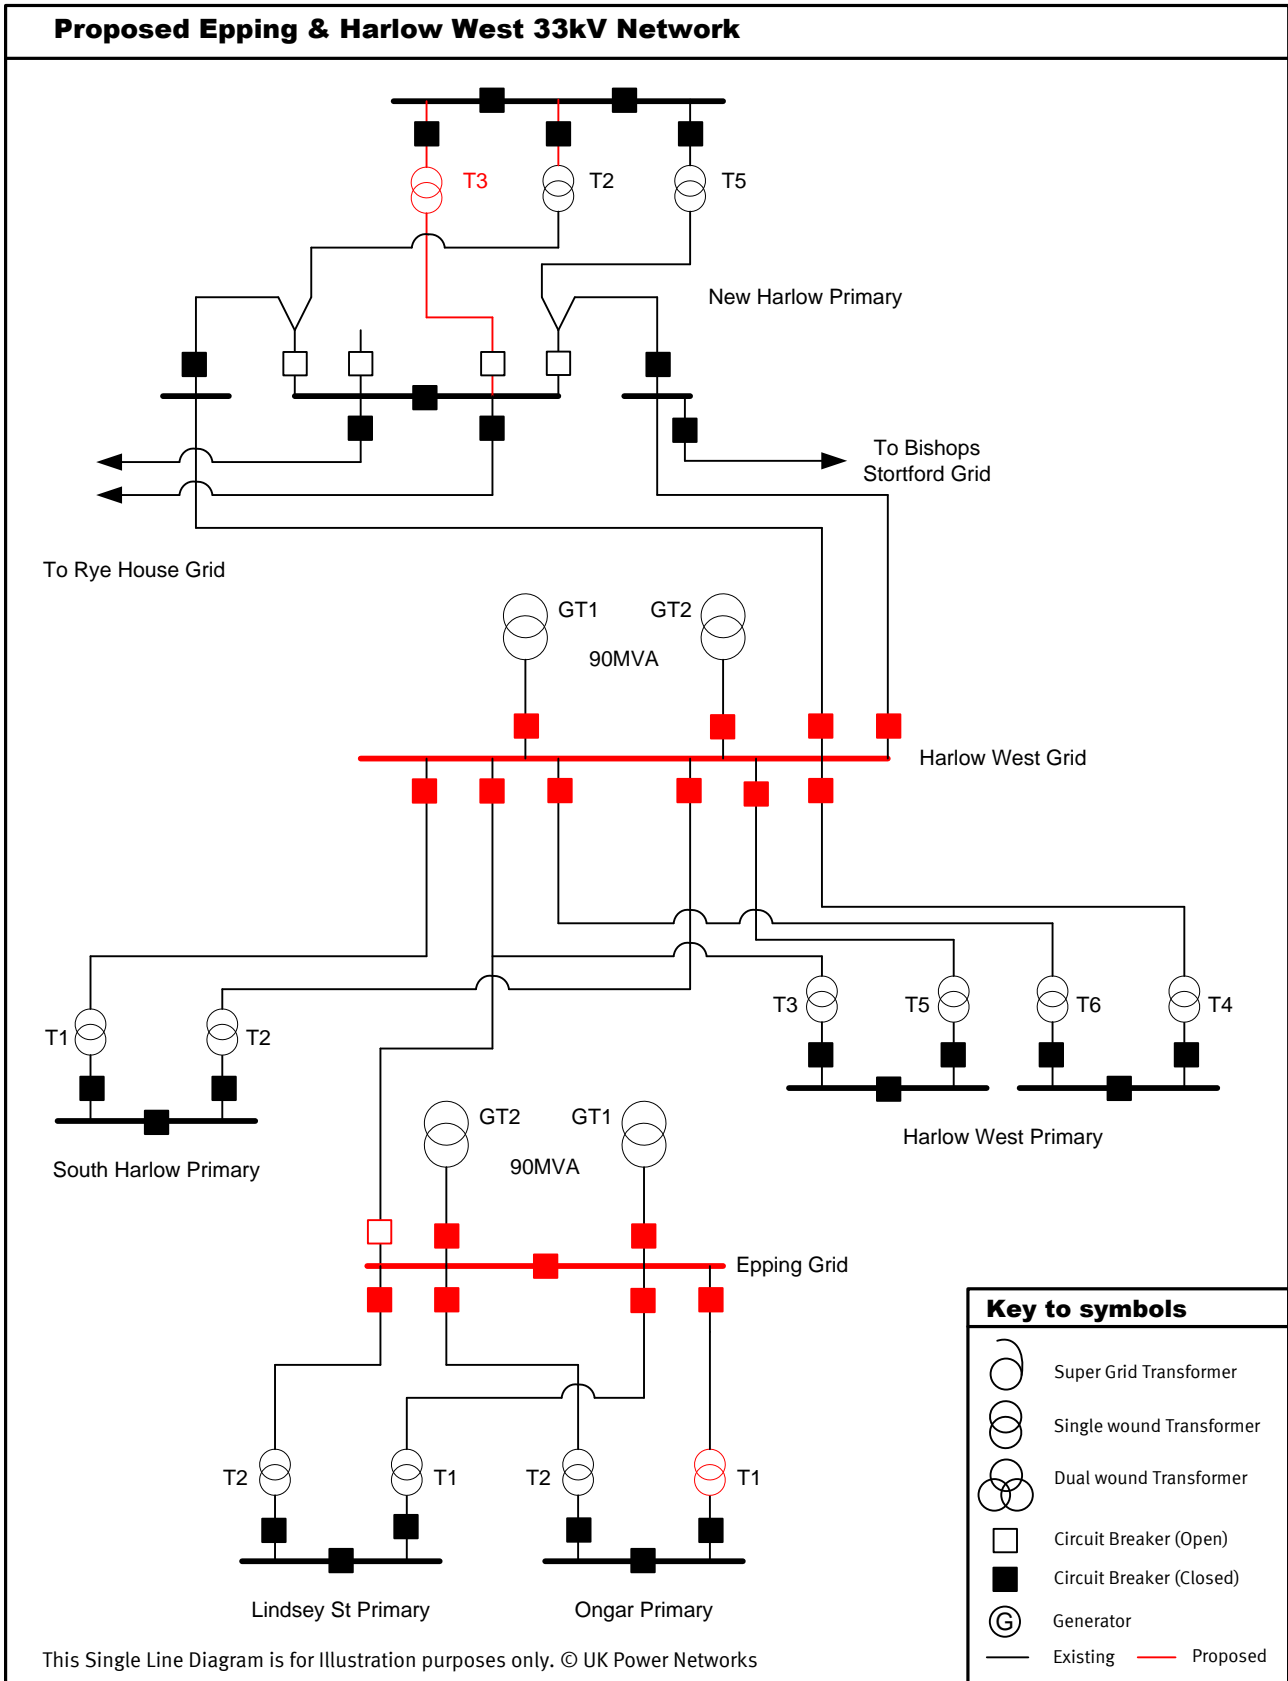 Proposed Epping & Harlow West 33kV Network
T3
T2
T5
New Harlow Primary
To Bishops
Stortford Grid
To Rye House Grid
GT1
GT2
90MVA
Harlow West Grid
T1
T2
T3
T5
T6
T4
South Harlow Primary
Harlow West Primary
GT2
GT1
90MVA
Epping Grid
T2
T1
T2
T1
Lindsey St Primary
Ongar Primary
Key to symbols
Super Grid Transformer
Single wound Transformer
Dual wound Transformer
Circuit Breaker (Open)
Circuit Breaker (Closed)
G
Generator
Existing
Proposed
This Single Line Diagram is for Illustration purposes only. © UK Power Networks